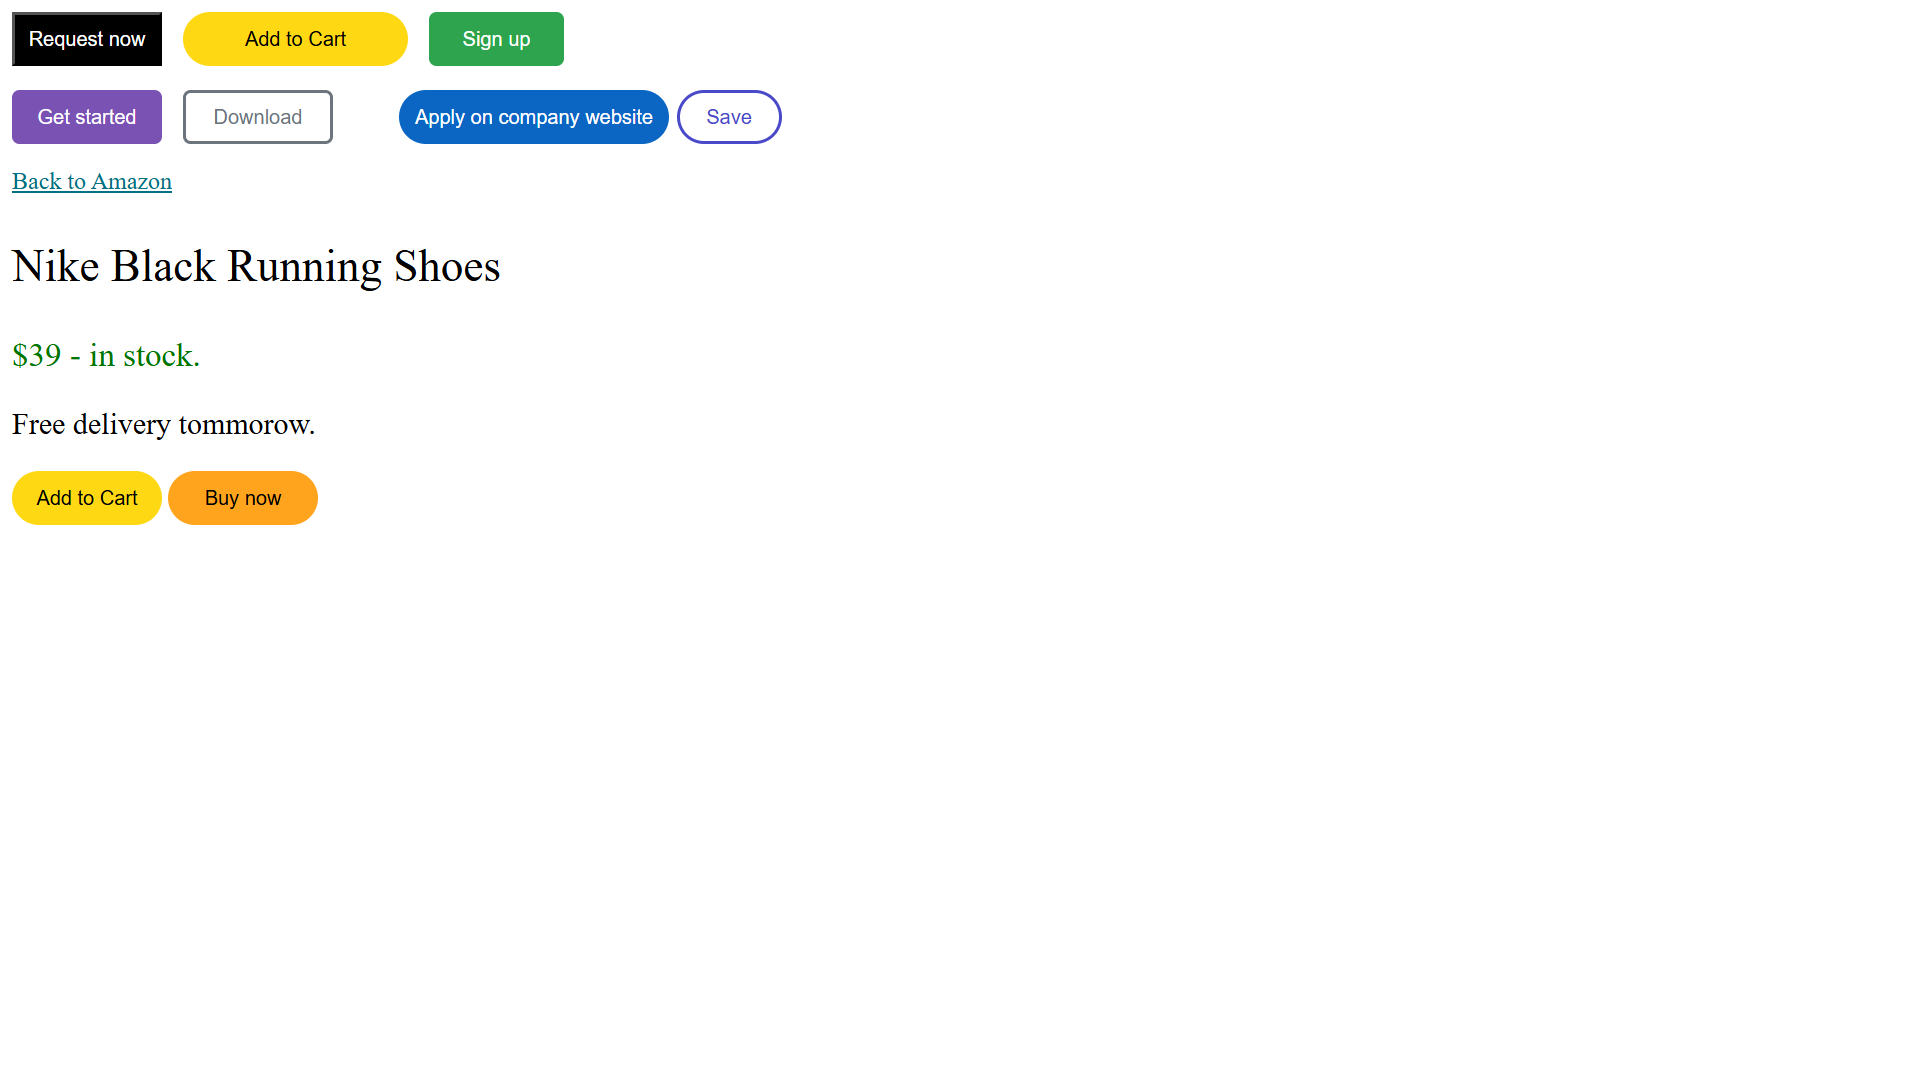 Request now Add to Cart Sign up
Get started Download Apply on company website Save
Back to Amazon
Nike Black Running Shoes
$39 - in stock.
Free delivery tommorow.
Add to Cart Buy now